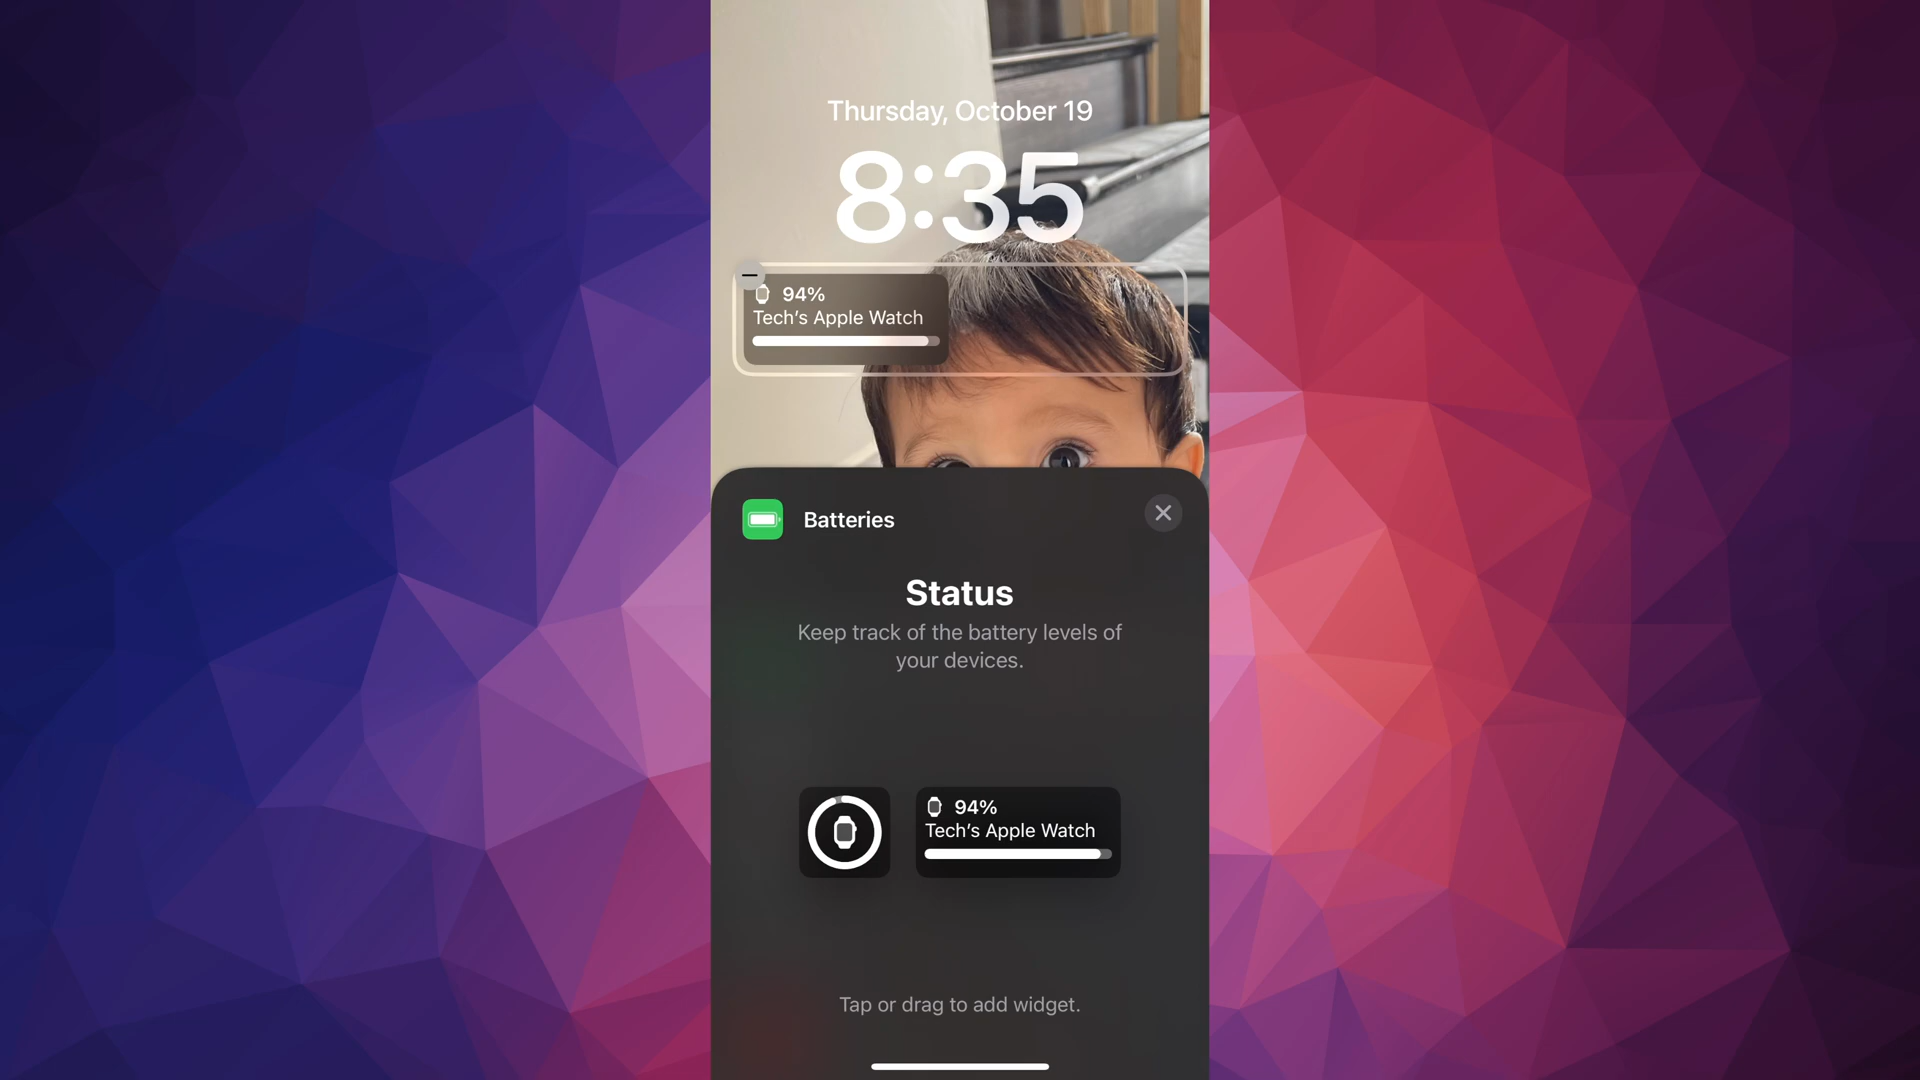 Thursday, October 19
8:35
94%
Tech’s Apple Watch
Batteries
Status
Keep track of the battery levels of
your devices.
94%
Tech’s Apple Watch
Tap or drag to add widget.